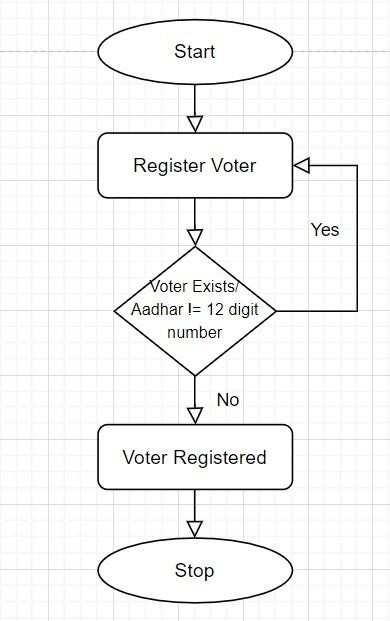 Start
Register Voter
Yes
Voter Exists/
Aadhar != 12 digit
number
No
Voter Registered
Stop